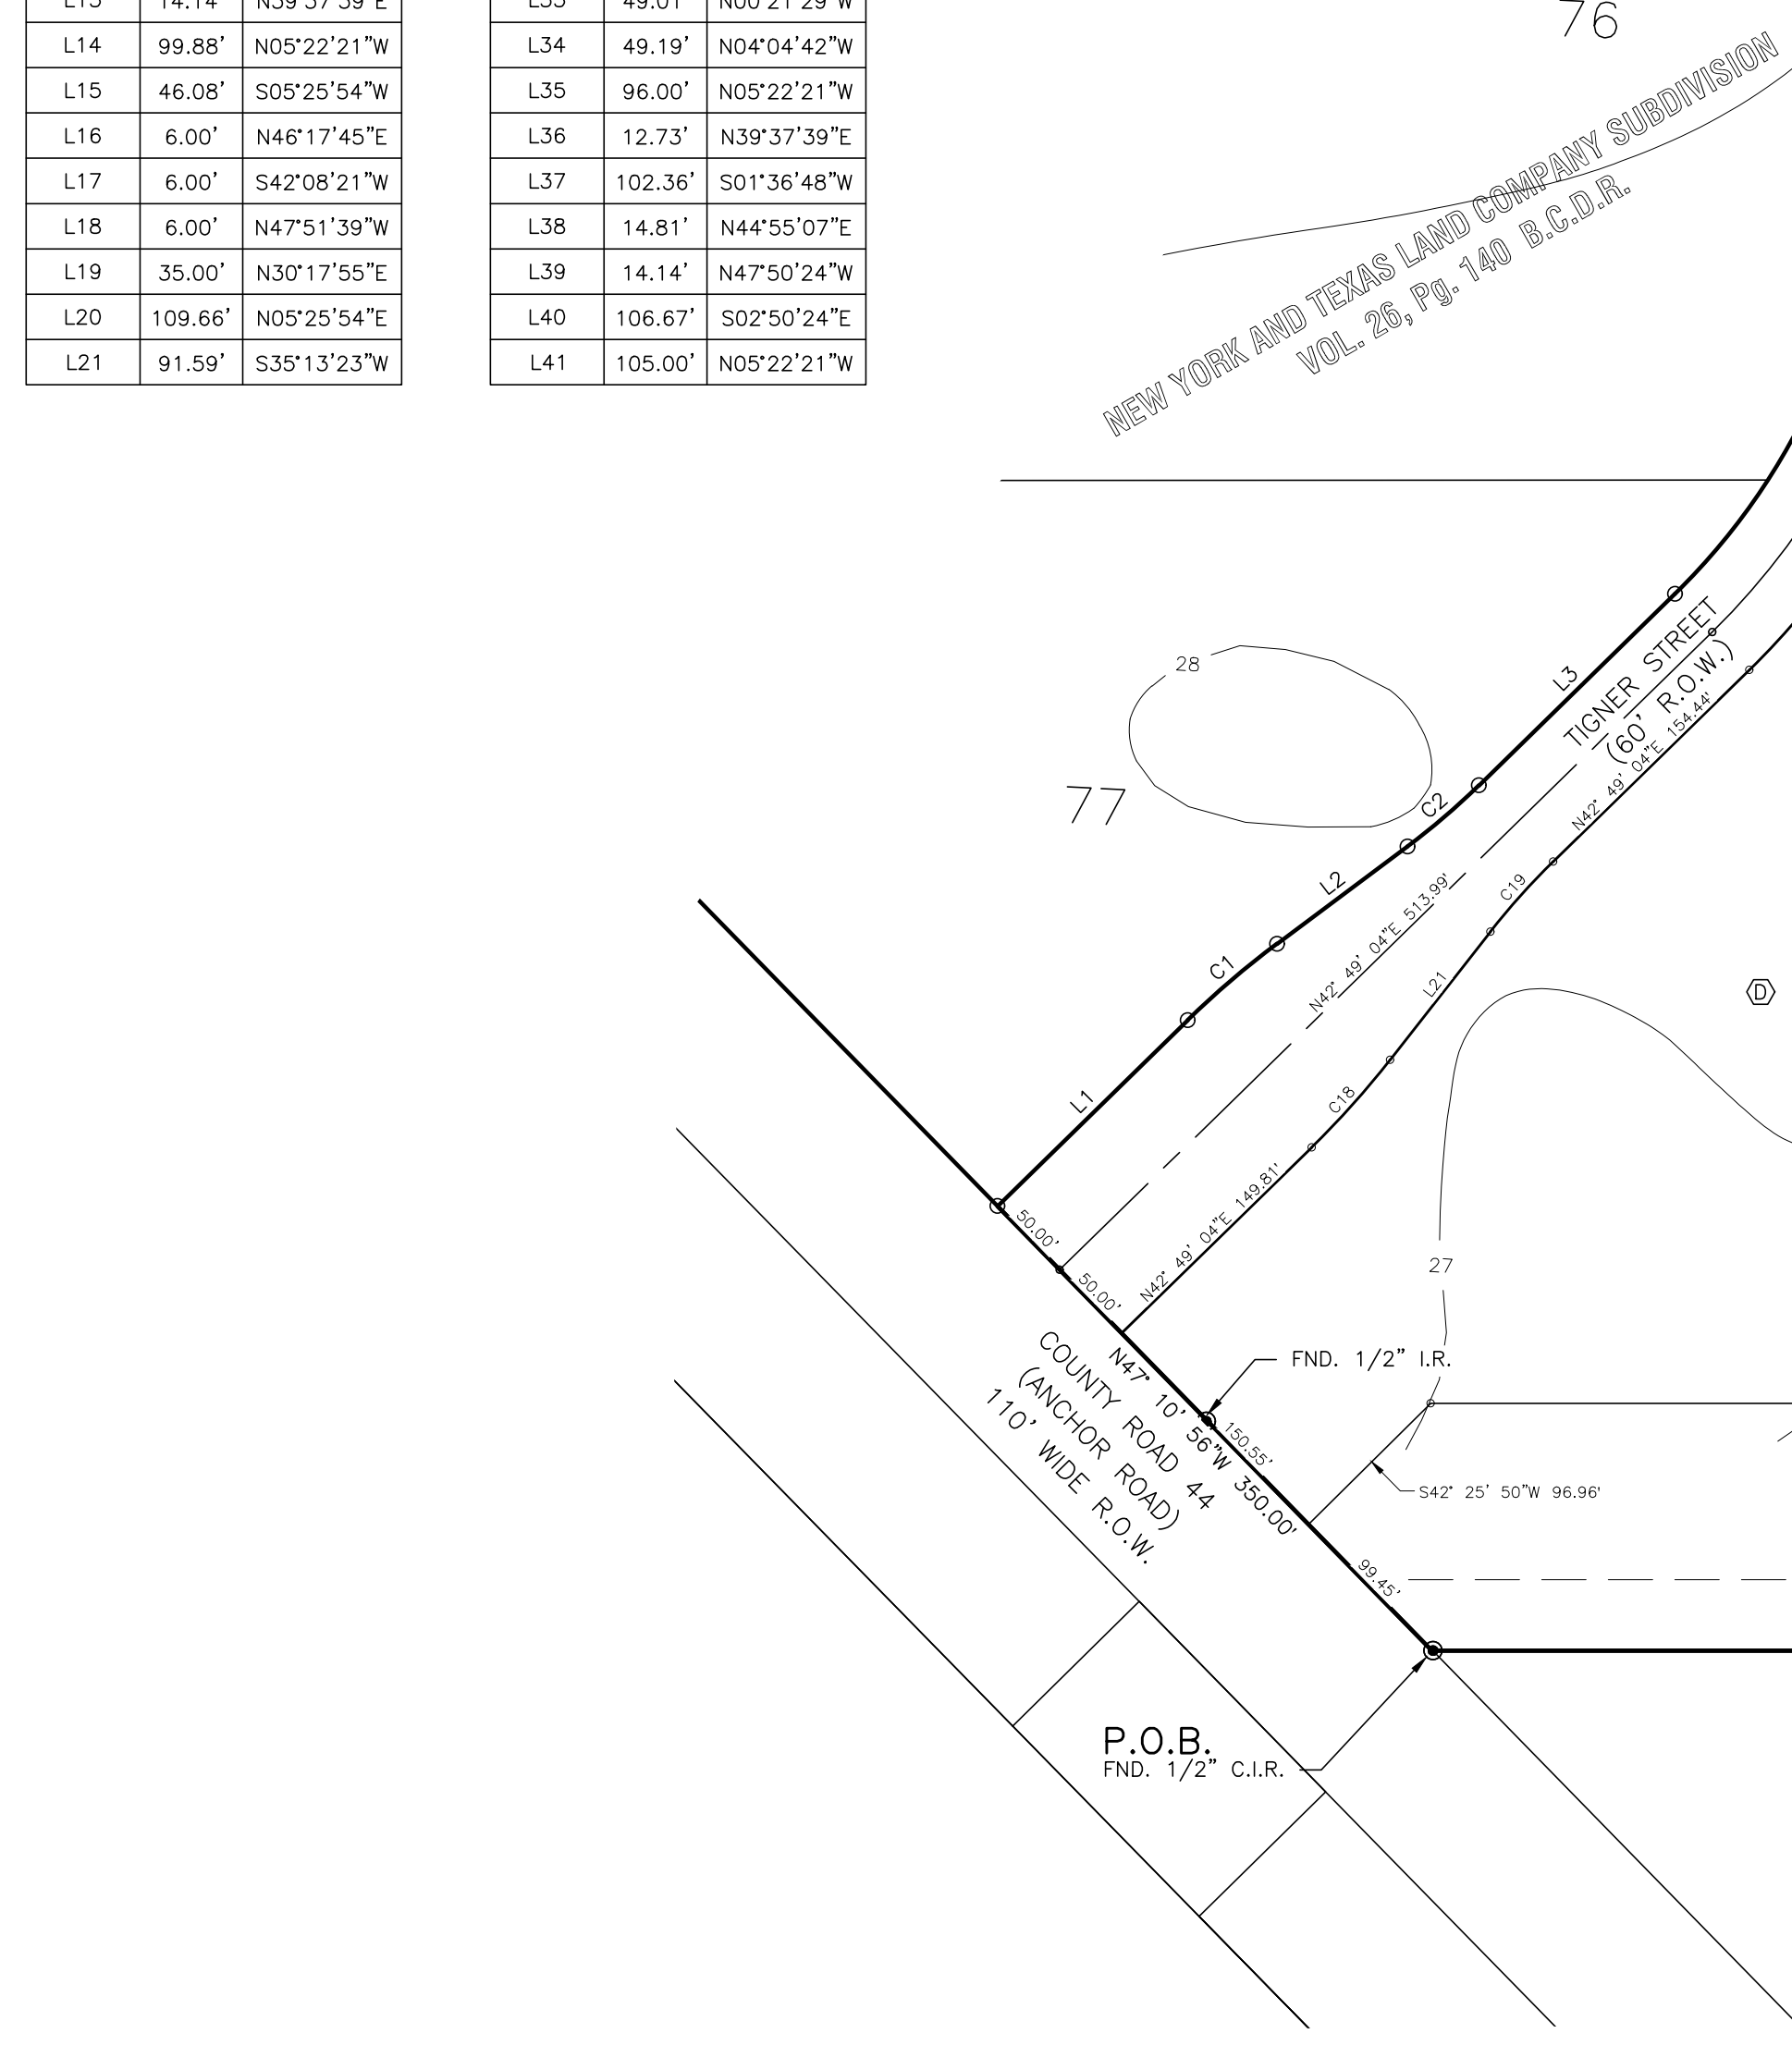 L14 99.88' N05°22'21"W
L15 46.08' S05°25'54"W
L16 6.00' N46°17'45"E
L17 6.00' S42°08'21"W
L18 6.00' N47°51'39"W
L19 35.00' N30°17'55"E
L20 109.66' N05°25'54"E
L21 91.59' S35°13'23"W
L34 49.19' N04°04'42"W
L35 96.00' N05°22'21"W
L36 12.73' N39°37'39"E
L37 102.36' S01°36'48"W
L38 14.81' N44°55'07"E
L39 14.14' N47°50'24"W
L40 106.67' S02°50'24"E
L41 105.00' N05°22'21"W
76
NEW YORK AND TEXAS LAND COMPANY SUBDIVISION
VOL. 26, Pg. 140 B.C.D.R.
28
77
L3
TIGNER STREET
(60' R.O.W.)
N42° 49' 04"E 154.44'
C2
L2
C1
L1
N42° 49' 04"E 513.99'
C19
L21
C18
D
N42° 49' 04"E 149.81'
50.00'
50.00'
27
FND. 1/2" I.R.
N47° 10' 56"W 350.00'
150.55'
COUNTY ROAD 44
(ANCHOR ROAD)
110' WIDE R.O.W.
S42° 25' 50"W 96.96'
99.45'
P.O.B.
FND. 1/2" C.I.R.